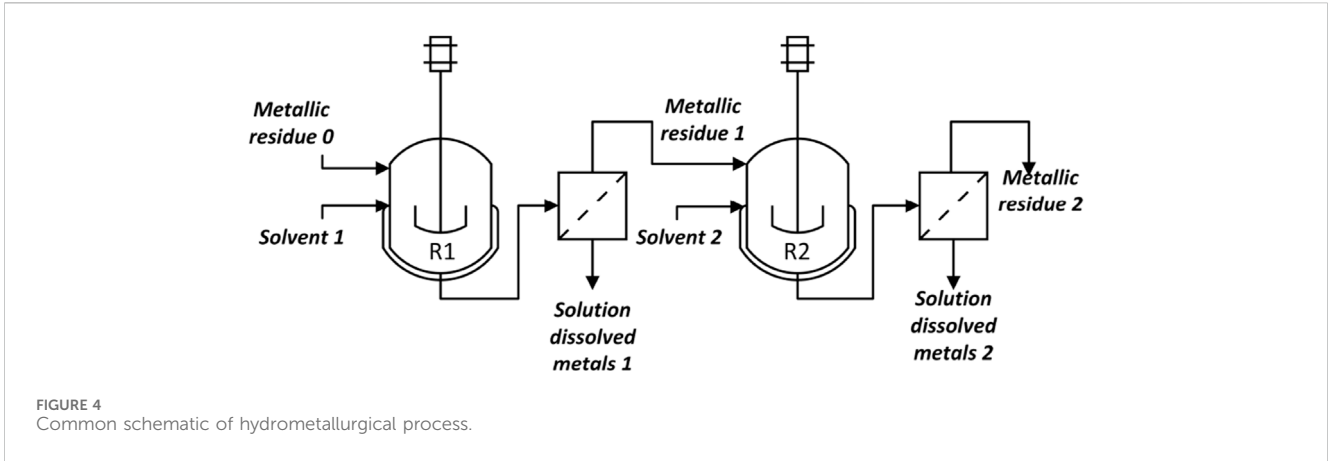 Metallic
residue 0
Solvent 1
R1
Solution
dissolved
metals 1
Metallic
residue 1
Solvent 2
R2
Metallic
residue 2
Solution
dissolved
metals 2
FIGURE 4
Common schematic of hydrometallurgical process.